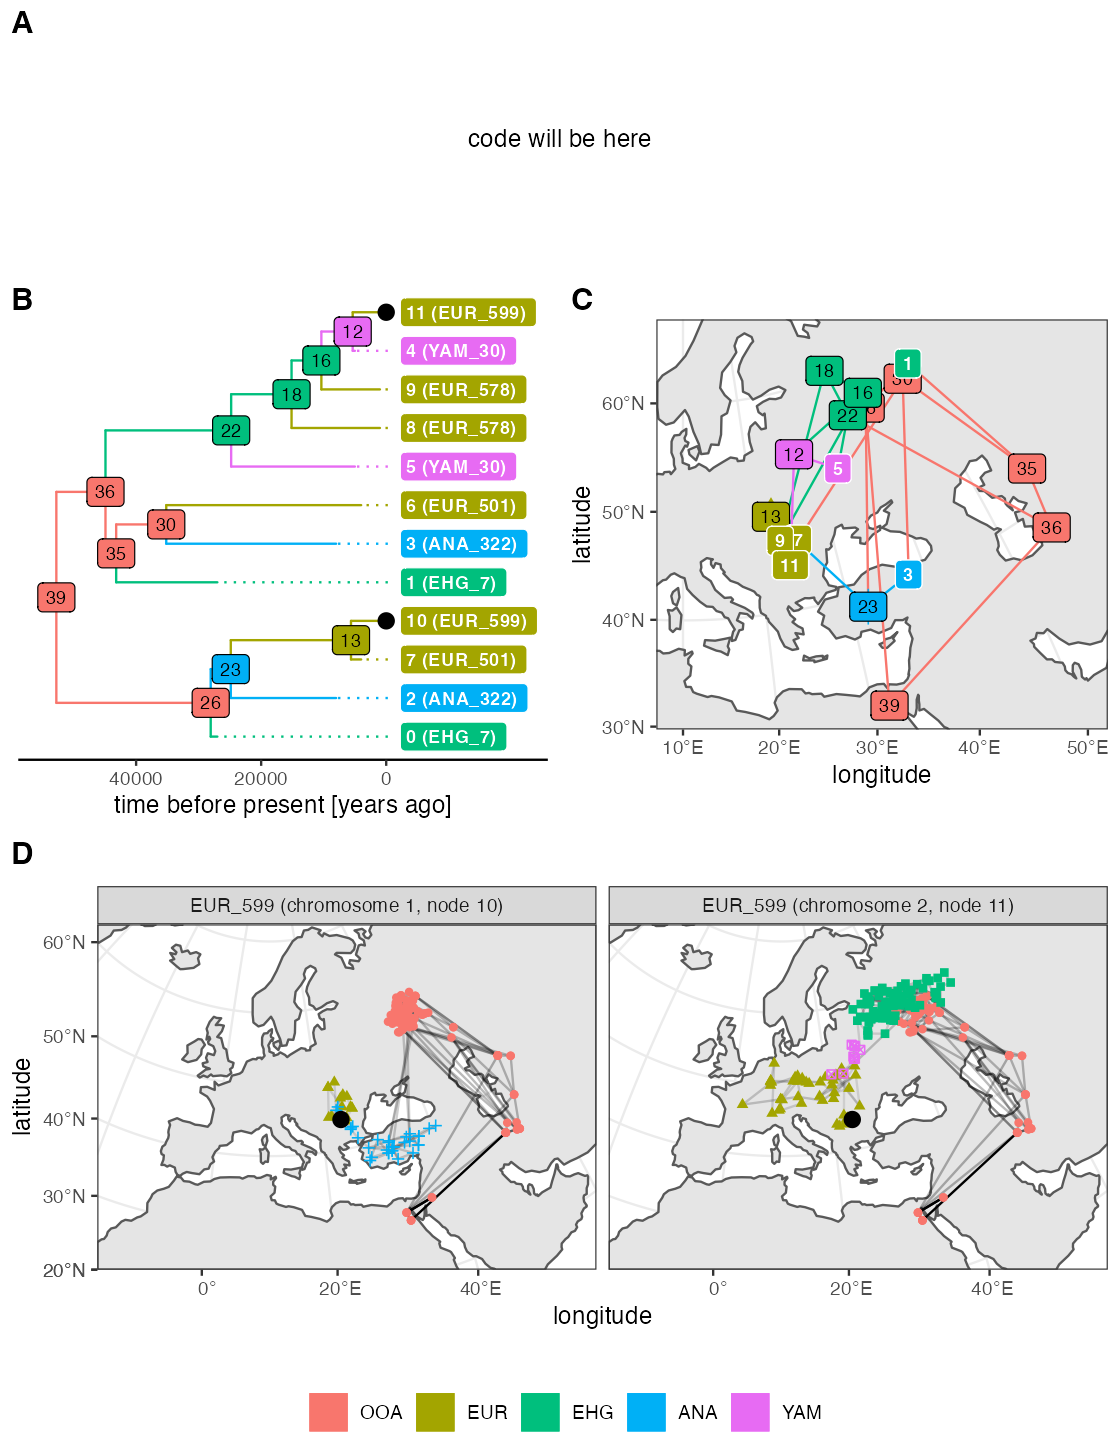 A
code will be here
B
11 (EUR_599)
12
4 (YAM_30)
16
9 (EUR_578)
18
8 (EUR_578)
22
5 (YAM_30)
36
6 (EUR_501)
30
3 (ANA_322)
35
1 (EHG_7)
39
10 (EUR_599)
13
7 (EUR_501)
23
2 (ANA_322)
26
0 (EHG_7)
40000 20000 0
time before present [years ago]
C
latitude
60°N
50°N
40°N
30°N
1
18
30
16
22
12
5
35
13
36
9 7
11
3
23
39
10°E 20°E 30°E 40°E 50°E
longitude
D
EUR_599 (chromosome 1, node 10) EUR_599 (chromosome 2, node 11)
latitude
60°N
50°N
40°N
30°N
20°N
0° 20°E 40°E 0° 20°E 40°E
longitude
OOA EUR EHG ANA YAM